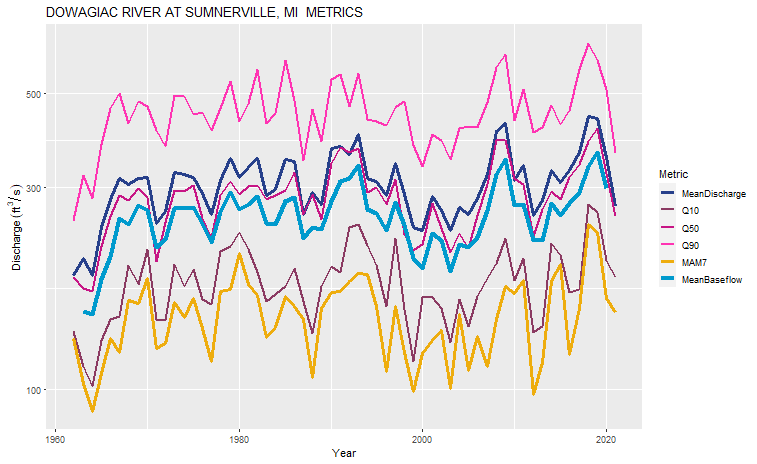 DOWAGIAC RIVER AT SUMNERVILLE, MI  METRICS
500
300
100
Discharge (ft³/s)
1960
1980
2000
2020
Year
Metric
MeanDischarge
Q10
Q50
Q90
MAM7
MeanBaseflow